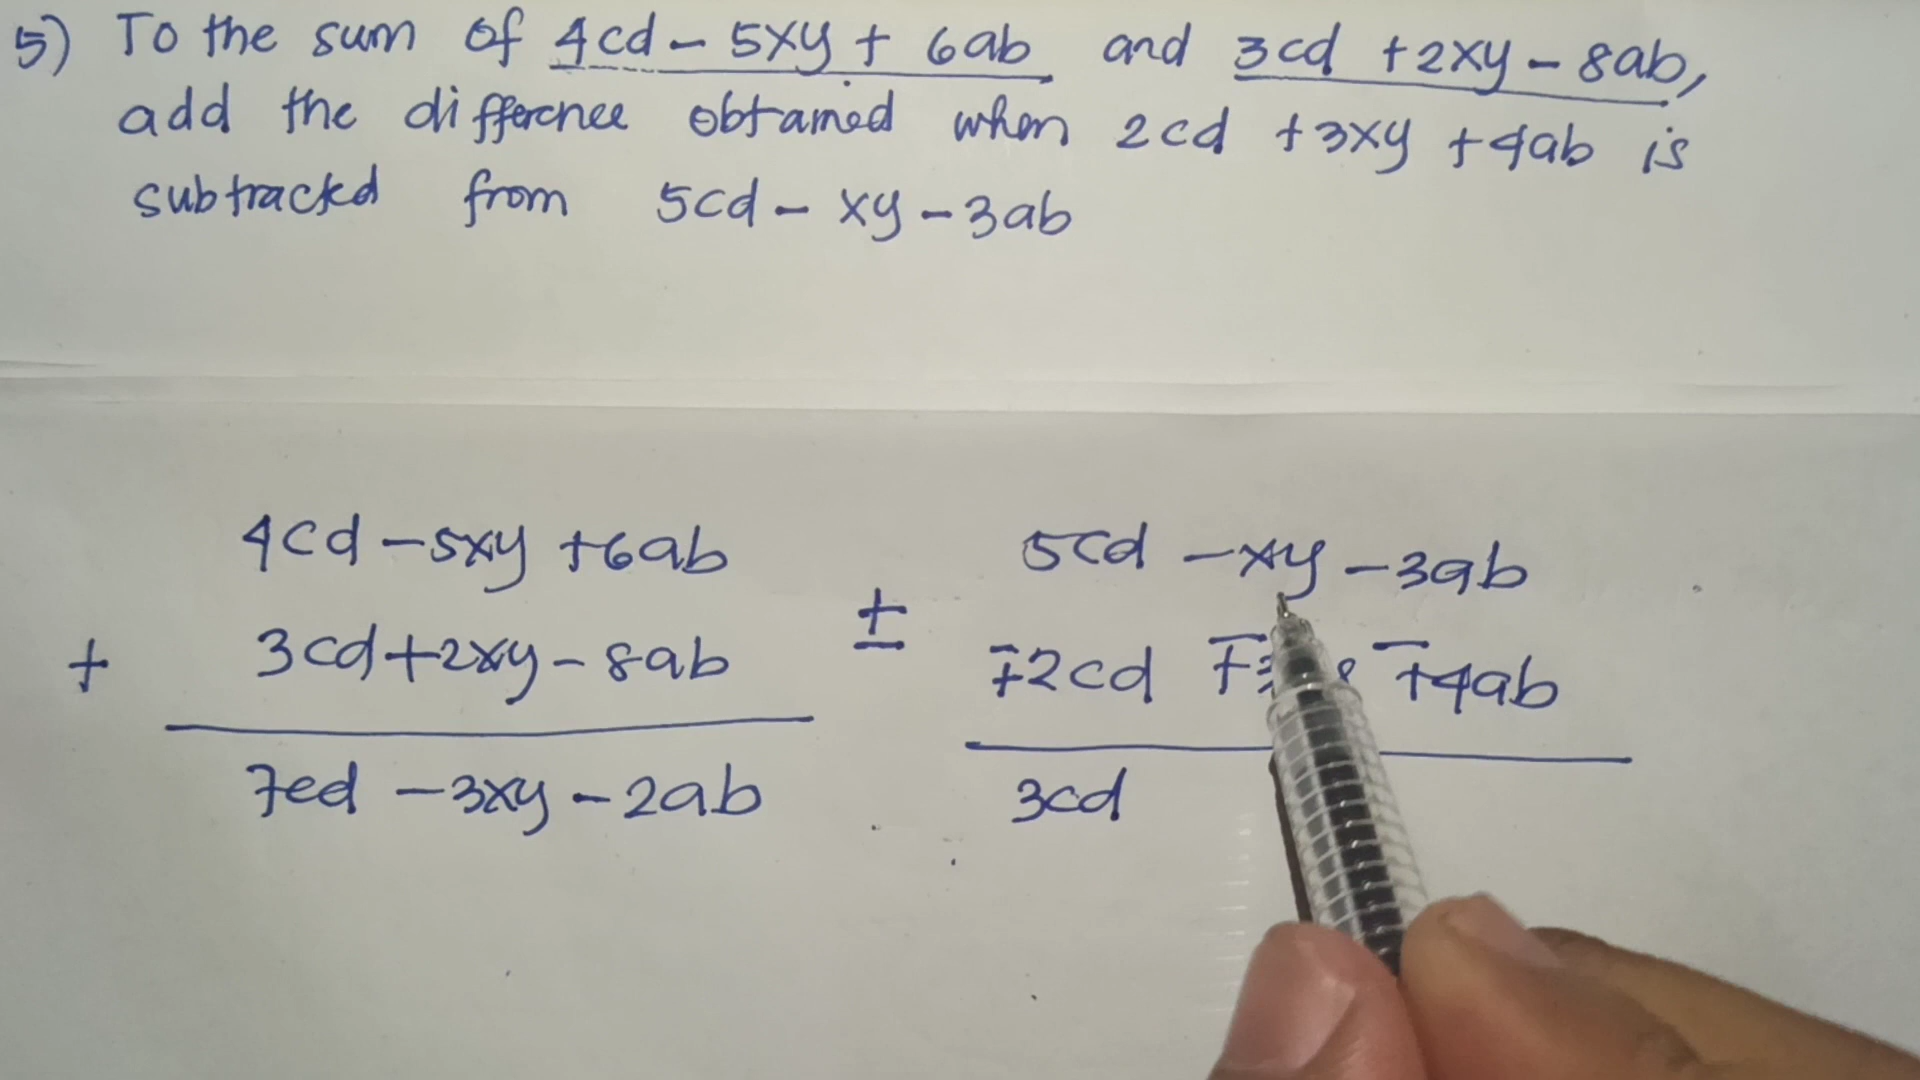 5) To the sum of 4cd - 5xy + 6ab and 3cd + 2xy - 8ab,
add the difference obtained when 2cd + 3xy + 4ab is
subtracted from 5cd - xy - 3ab
4cd - 5xy + 6ab
+ 3cd + 2xy - 8ab
7cd - 3xy - 2ab
± 5cd - xy - 3ab
∓2cd ∓3 ∓4ab
3cd